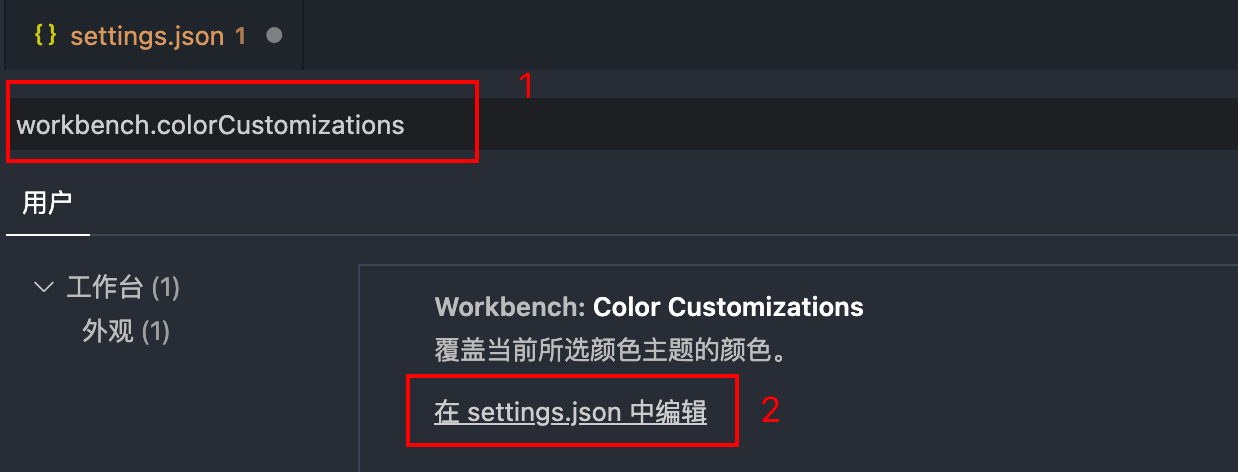 {} settings.json 1
1
workbench.colorCustomizations
用户
工作台 (1)
外观 (1)
Workbench: Color Customizations
覆盖当前所选颜色主题的颜色。
在 settings.json 中编辑
2